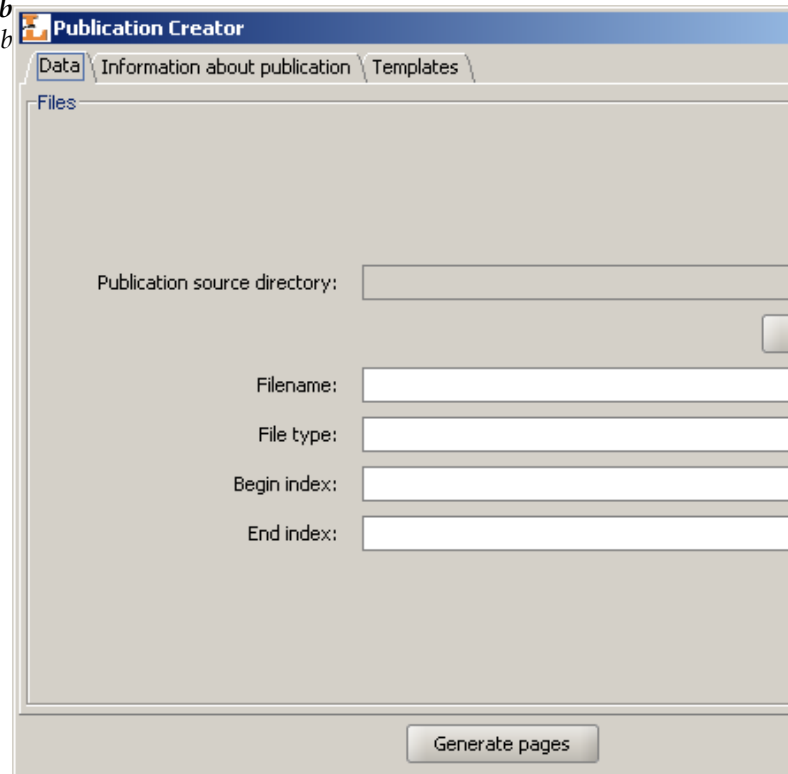 b
b
Publication Creator
Data Information about publication Templates
Files
Publication source directory:
Filename:
File type:
Begin index:
End index:
Generate pages